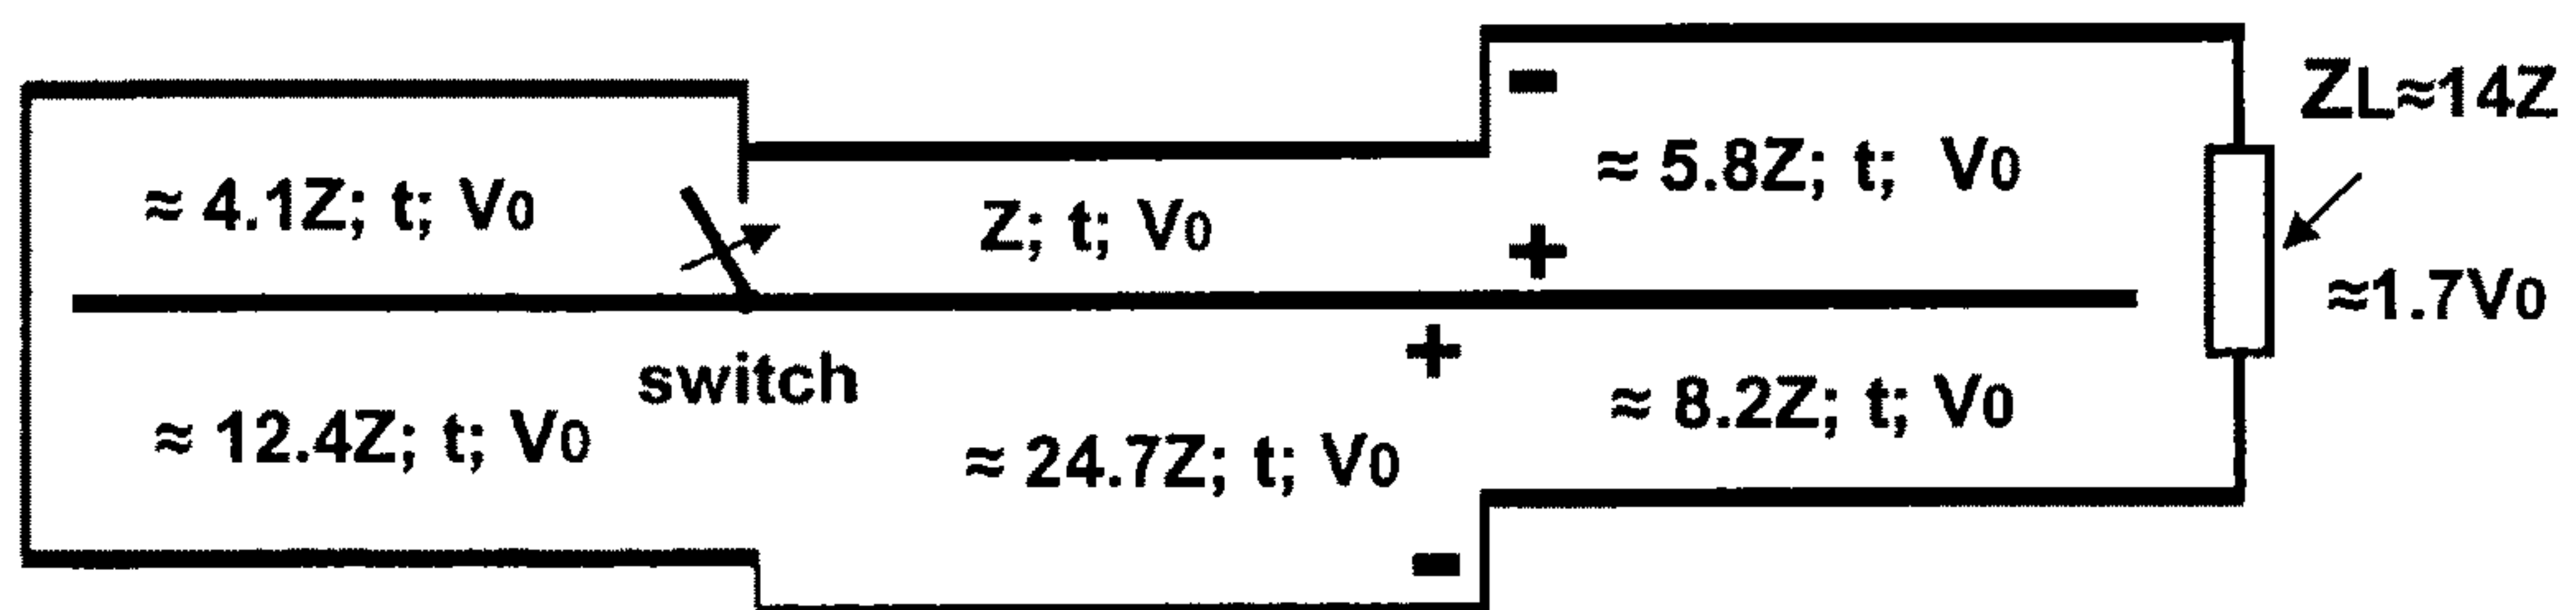 ZL≈14Z
≈ 4.1Z; t; V0
Z; t; V0
≈ 5.8Z; t; V0
-
+
≈1.7V0
switch
+
≈ 12.4Z; t; V0
≈ 24.7Z; t; V0
≈ 8.2Z; t; V0
-